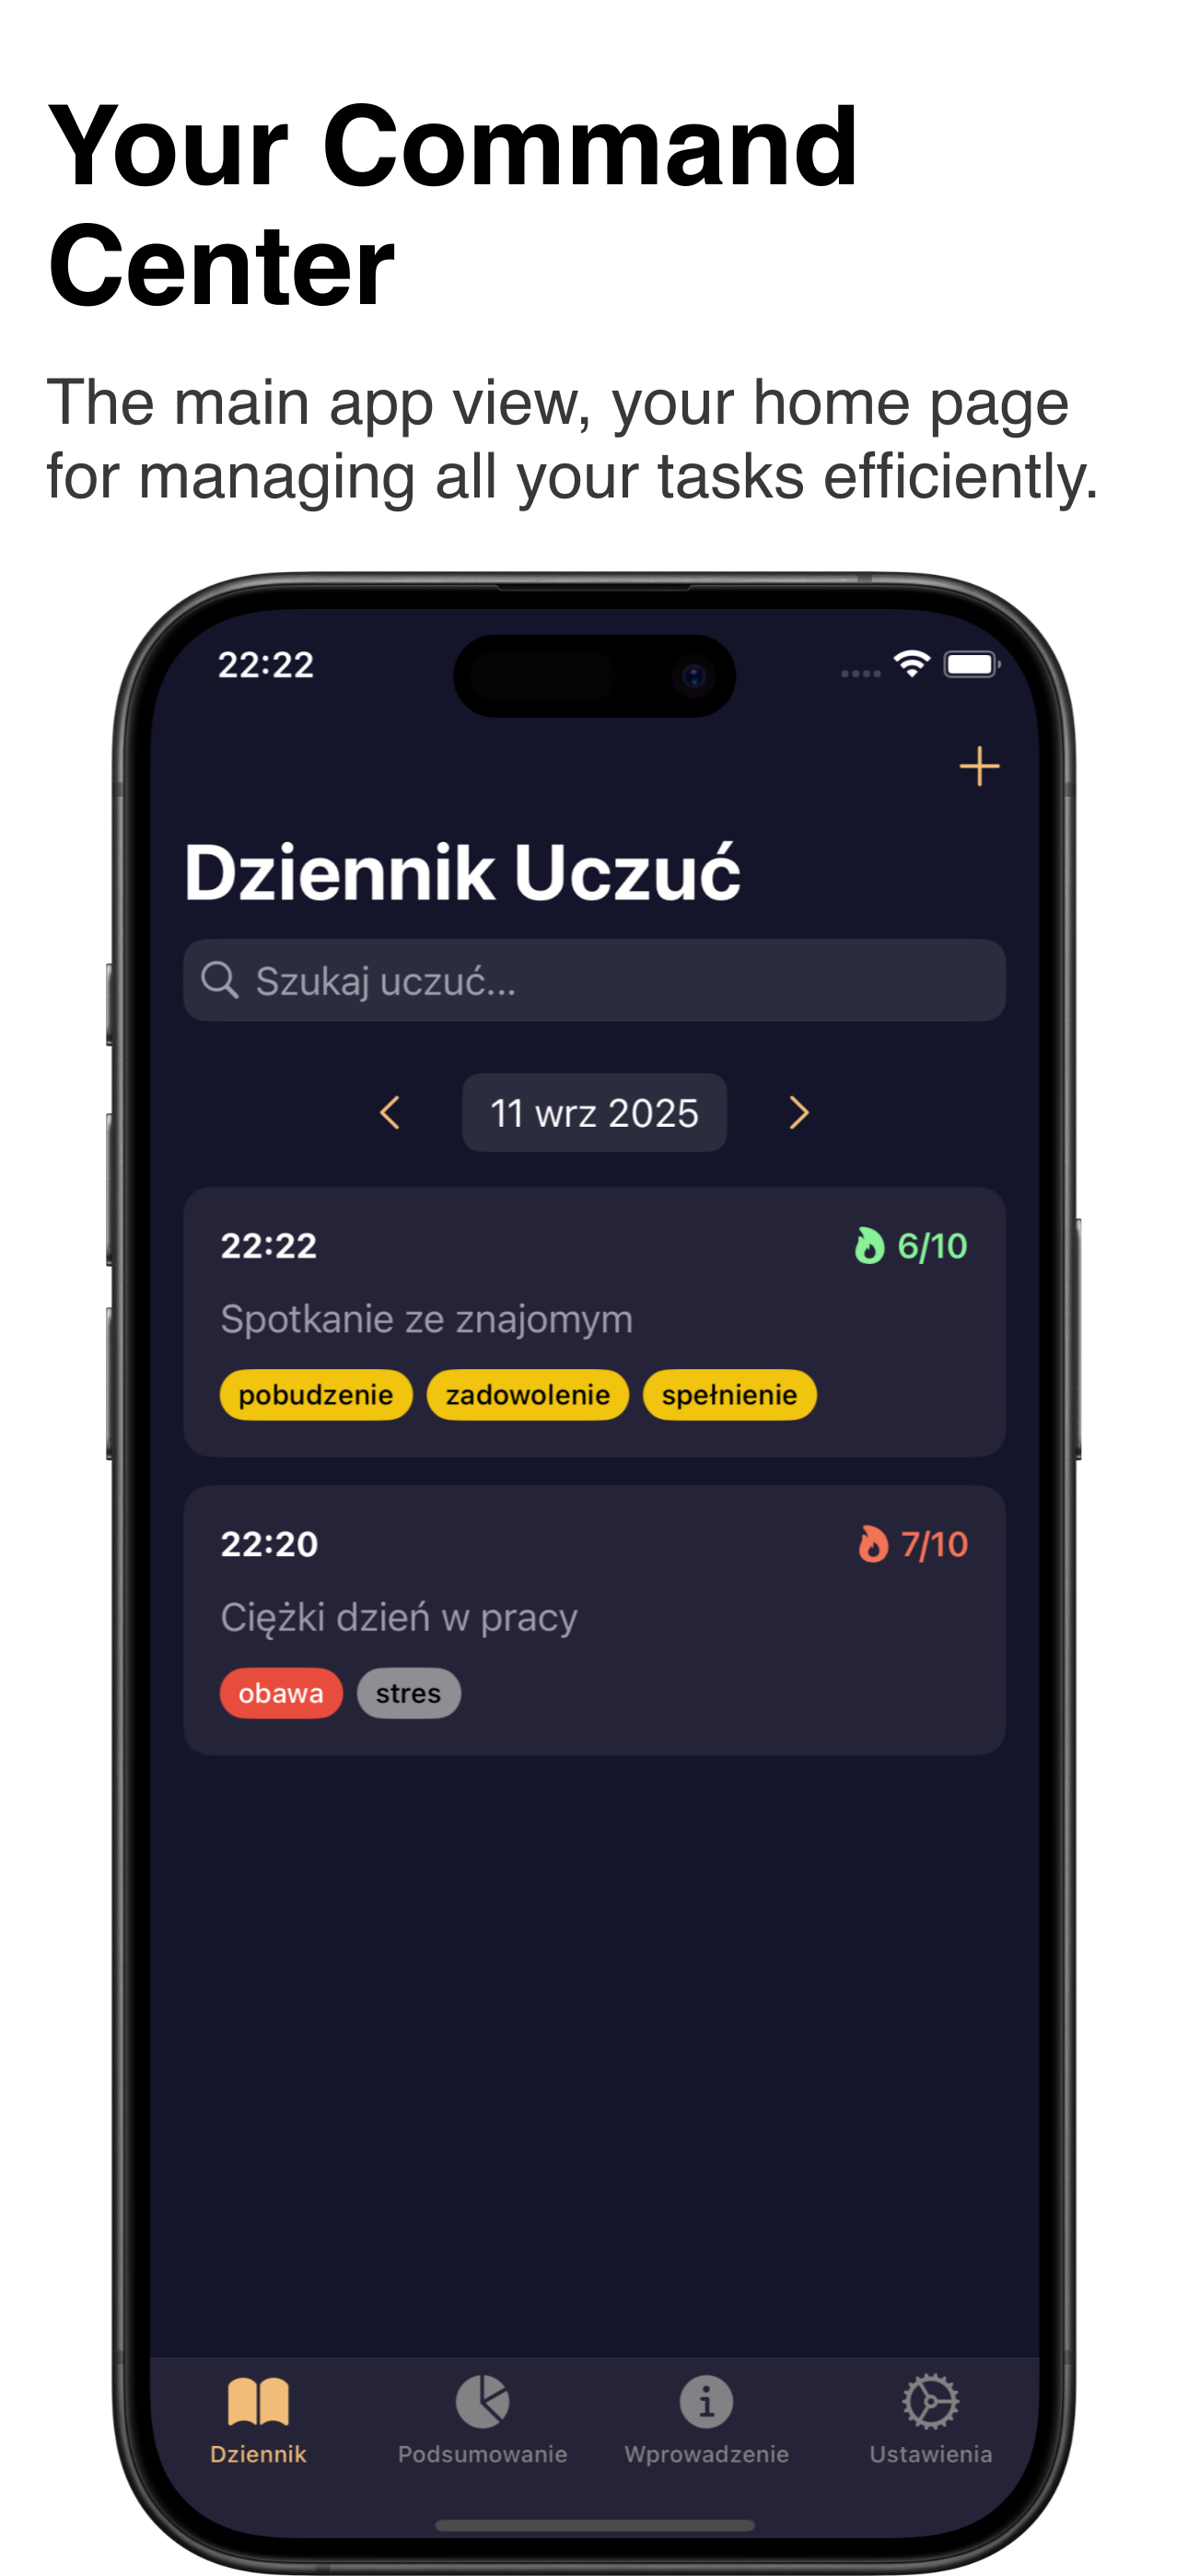 Your Command
Center
The main app view, your home page
for managing all your tasks efficiently.
22:22
Dziennik Uczuć
Szukaj uczuć...
11 wrz 2025
22:22 6/10
Spotkanie ze znajomym
pobudzenie zadowolenie spełnienie
22:20 7/10
Ciężki dzień w pracy
obawa stres
Dziennik Podsumowanie Wprowadzenie Ustawienia